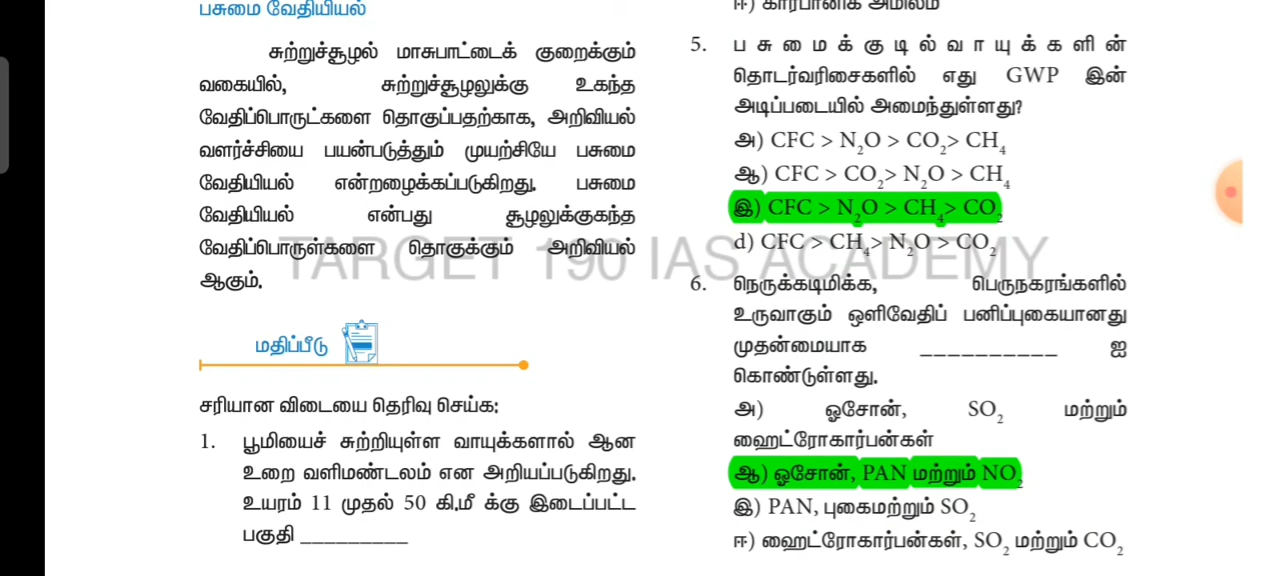 பசுமை வேதியியல்
சுற்றுச்சூழல் மாசுபாட்டைக் குறைக்கும்
வகையில், சுற்றுச்சூழலுக்கு உகந்த
வேதிப்பொருட்களை தொகுப்பதற்காக, அறிவியல்
வளர்ச்சியை பயன்படுத்தும் முயற்சியே பசுமை
வேதியியல் என்றழைக்கப்படுகிறது. பசுமை
வேதியியல் என்பது சூழலுக்குகந்த
வேதிப்பொருள்களை தொகுக்கும் அறிவியல்
ஆகும்.
மதிப்பீடு
சரியான விடையை தெரிவு செய்க:
1. பூமியைச் சுற்றியுள்ள வாயுக்களால் ஆன
உறை வளிமண்டலம் என அறியப்படுகிறது.
உயரம் 11 முதல் 50 கி.மீ க்கு இடைப்பட்ட
பகுதி _________
ஈ) கார்பானிக் அமிலம்
5. பசுமைக்குடில்வாயுக்களின்
தொடர்வரிசைகளில் எது GWP இன்
அடிப்படையில் அமைந்துள்ளது?
அ) CFC > N₂O > CO₂> CH₄
ஆ) CFC > CO₂> N₂O > CH₄
இ) CFC > N₂O > CH₄> CO₂
d) CFC > CH₄> N₂O > CO₂
6. நெருக்கடிமிக்க, பெருநகரங்களில்
உருவாகும் ஒளிவேதிப் பனிப்புகையானது
முதன்மையாக __________ ஐ
கொண்டுள்ளது.
அ) ஓசோன், SO₂ மற்றும்
ஹைட்ரோகார்பன்கள்
ஆ) ஓசோன், PAN மற்றும் NO₂
இ) PAN, புகைமற்றும் SO₂
ஈ) ஹைட்ரோகார்பன்கள், SO₂ மற்றும் CO₂
TARGET 190 IAS ACADEMY